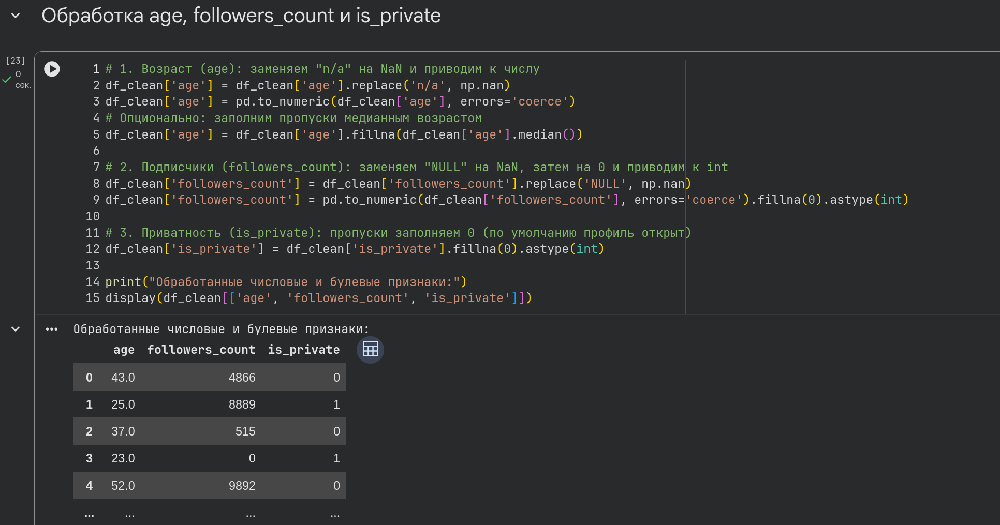 Обработка age, followers_count и is_private
[23]
0
сек.
1 # 1. Возраст (age): заменяем "n/a" на NaN и приводим к числу
2 df_clean['age'] = df_clean['age'].replace('n/a', np.nan)
3 df_clean['age'] = pd.to_numeric(df_clean['age'], errors='coerce')
4 # Опционально: заполним пропуски медианным возрастом
5 df_clean['age'] = df_clean['age'].fillna(df_clean['age'].median())
6
7 # 2. Подписчики (followers_count): заменяем "NULL" на NaN, затем на 0 и приводим к int
8 df_clean['followers_count'] = df_clean['followers_count'].replace('NULL', np.nan)
9 df_clean['followers_count'] = pd.to_numeric(df_clean['followers_count'], errors='coerce').fillna(0).astype(int)
10
11 # 3. Приватность (is_private): пропуски заполняем 0 (по умолчанию профиль открыт)
12 df_clean['is_private'] = df_clean['is_private'].fillna(0).astype(int)
13
14 print("Обработанные числовые и булевые признаки:")
15 display(df_clean[['age', 'followers_count', 'is_private']])
Обработанные числовые и булевые признаки:
age followers_count is_private
0 43.0 4866 0
1 25.0 8889 1
2 37.0 515 0
3 23.0 0 1
4 52.0 9892 0
... ... ... ...